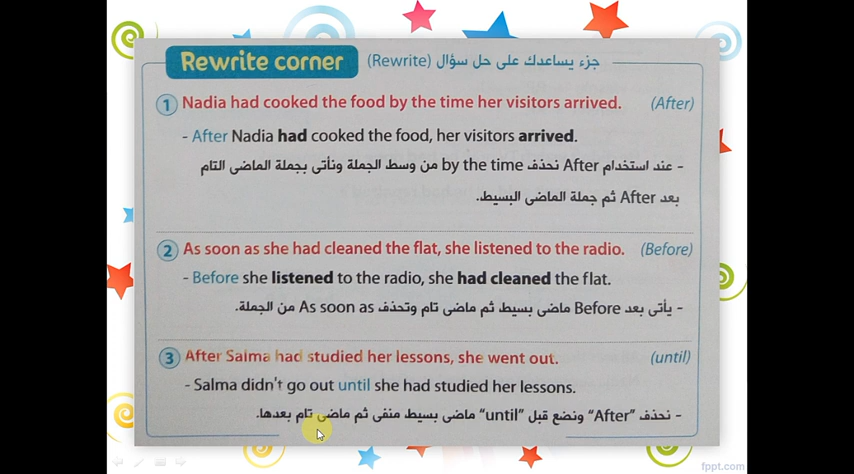 Rewrite corner
جزء يساعدك على حل سؤال (Rewrite)
1 Nadia had cooked the food by the time her visitors arrived. (After)
- After Nadia had cooked the food, her visitors arrived.
- عند استخدام After نحذف by the time من وسط الجملة ونأتى بجملة الماضى التام
بعد After ثم جملة الماضى البسيط.
2 As soon as she had cleaned the flat, she listened to the radio. (Before)
- Before she listened to the radio, she had cleaned the flat.
- يأتى بعد Before ماضى بسيط ثم ماضى تام وتحذف As soon as من الجملة.
3 After Salma had studied her lessons, she went out. (until)
- Salma didn't go out until she had studied her lessons.
- نحذف "After" ونضع قبل "until" ماضى بسيط منفى ثم ماضى تام بعدها.
fppt.com